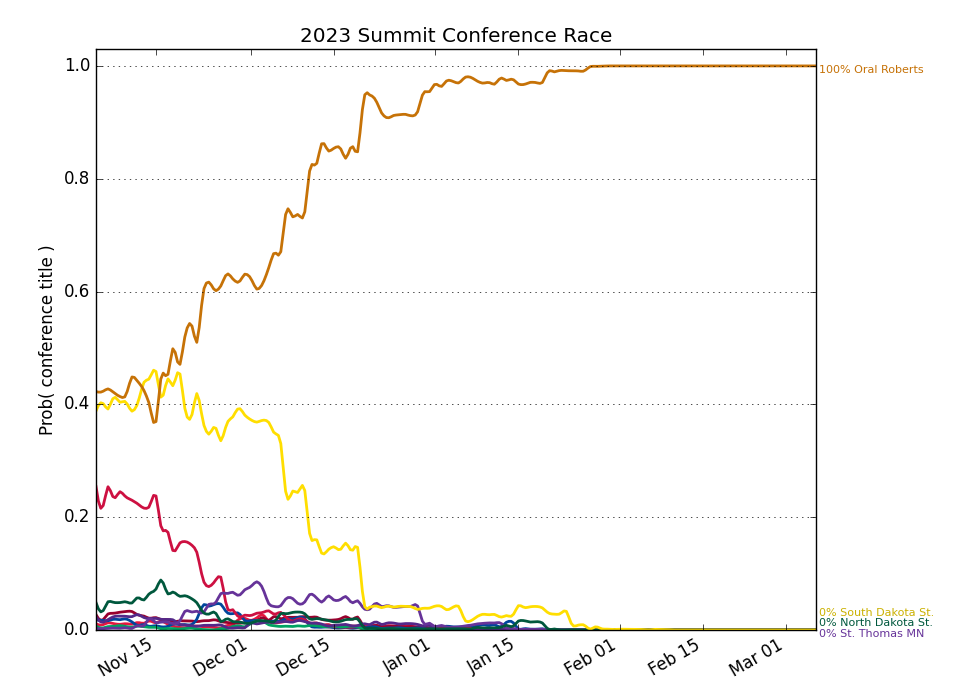 2023 Summit Conference Race
Prob( conference title )
1.0
0.8
0.6
0.4
0.2
0.0
Nov 15
Dec 01
Dec 15
Jan 01
Jan 15
Feb 01
Feb 15
Mar 01
100% Oral Roberts
0% South Dakota St.
0% North Dakota St.
0% St. Thomas MN